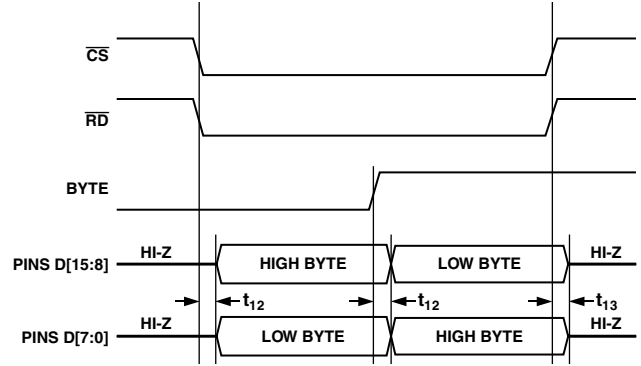 CS
RD
BYTE
PINS D[15:8] HI-Z HIGH BYTE LOW BYTE HI-Z
t12 t12 t13
PINS D[7:0] HI-Z LOW BYTE HIGH BYTE HI-Z